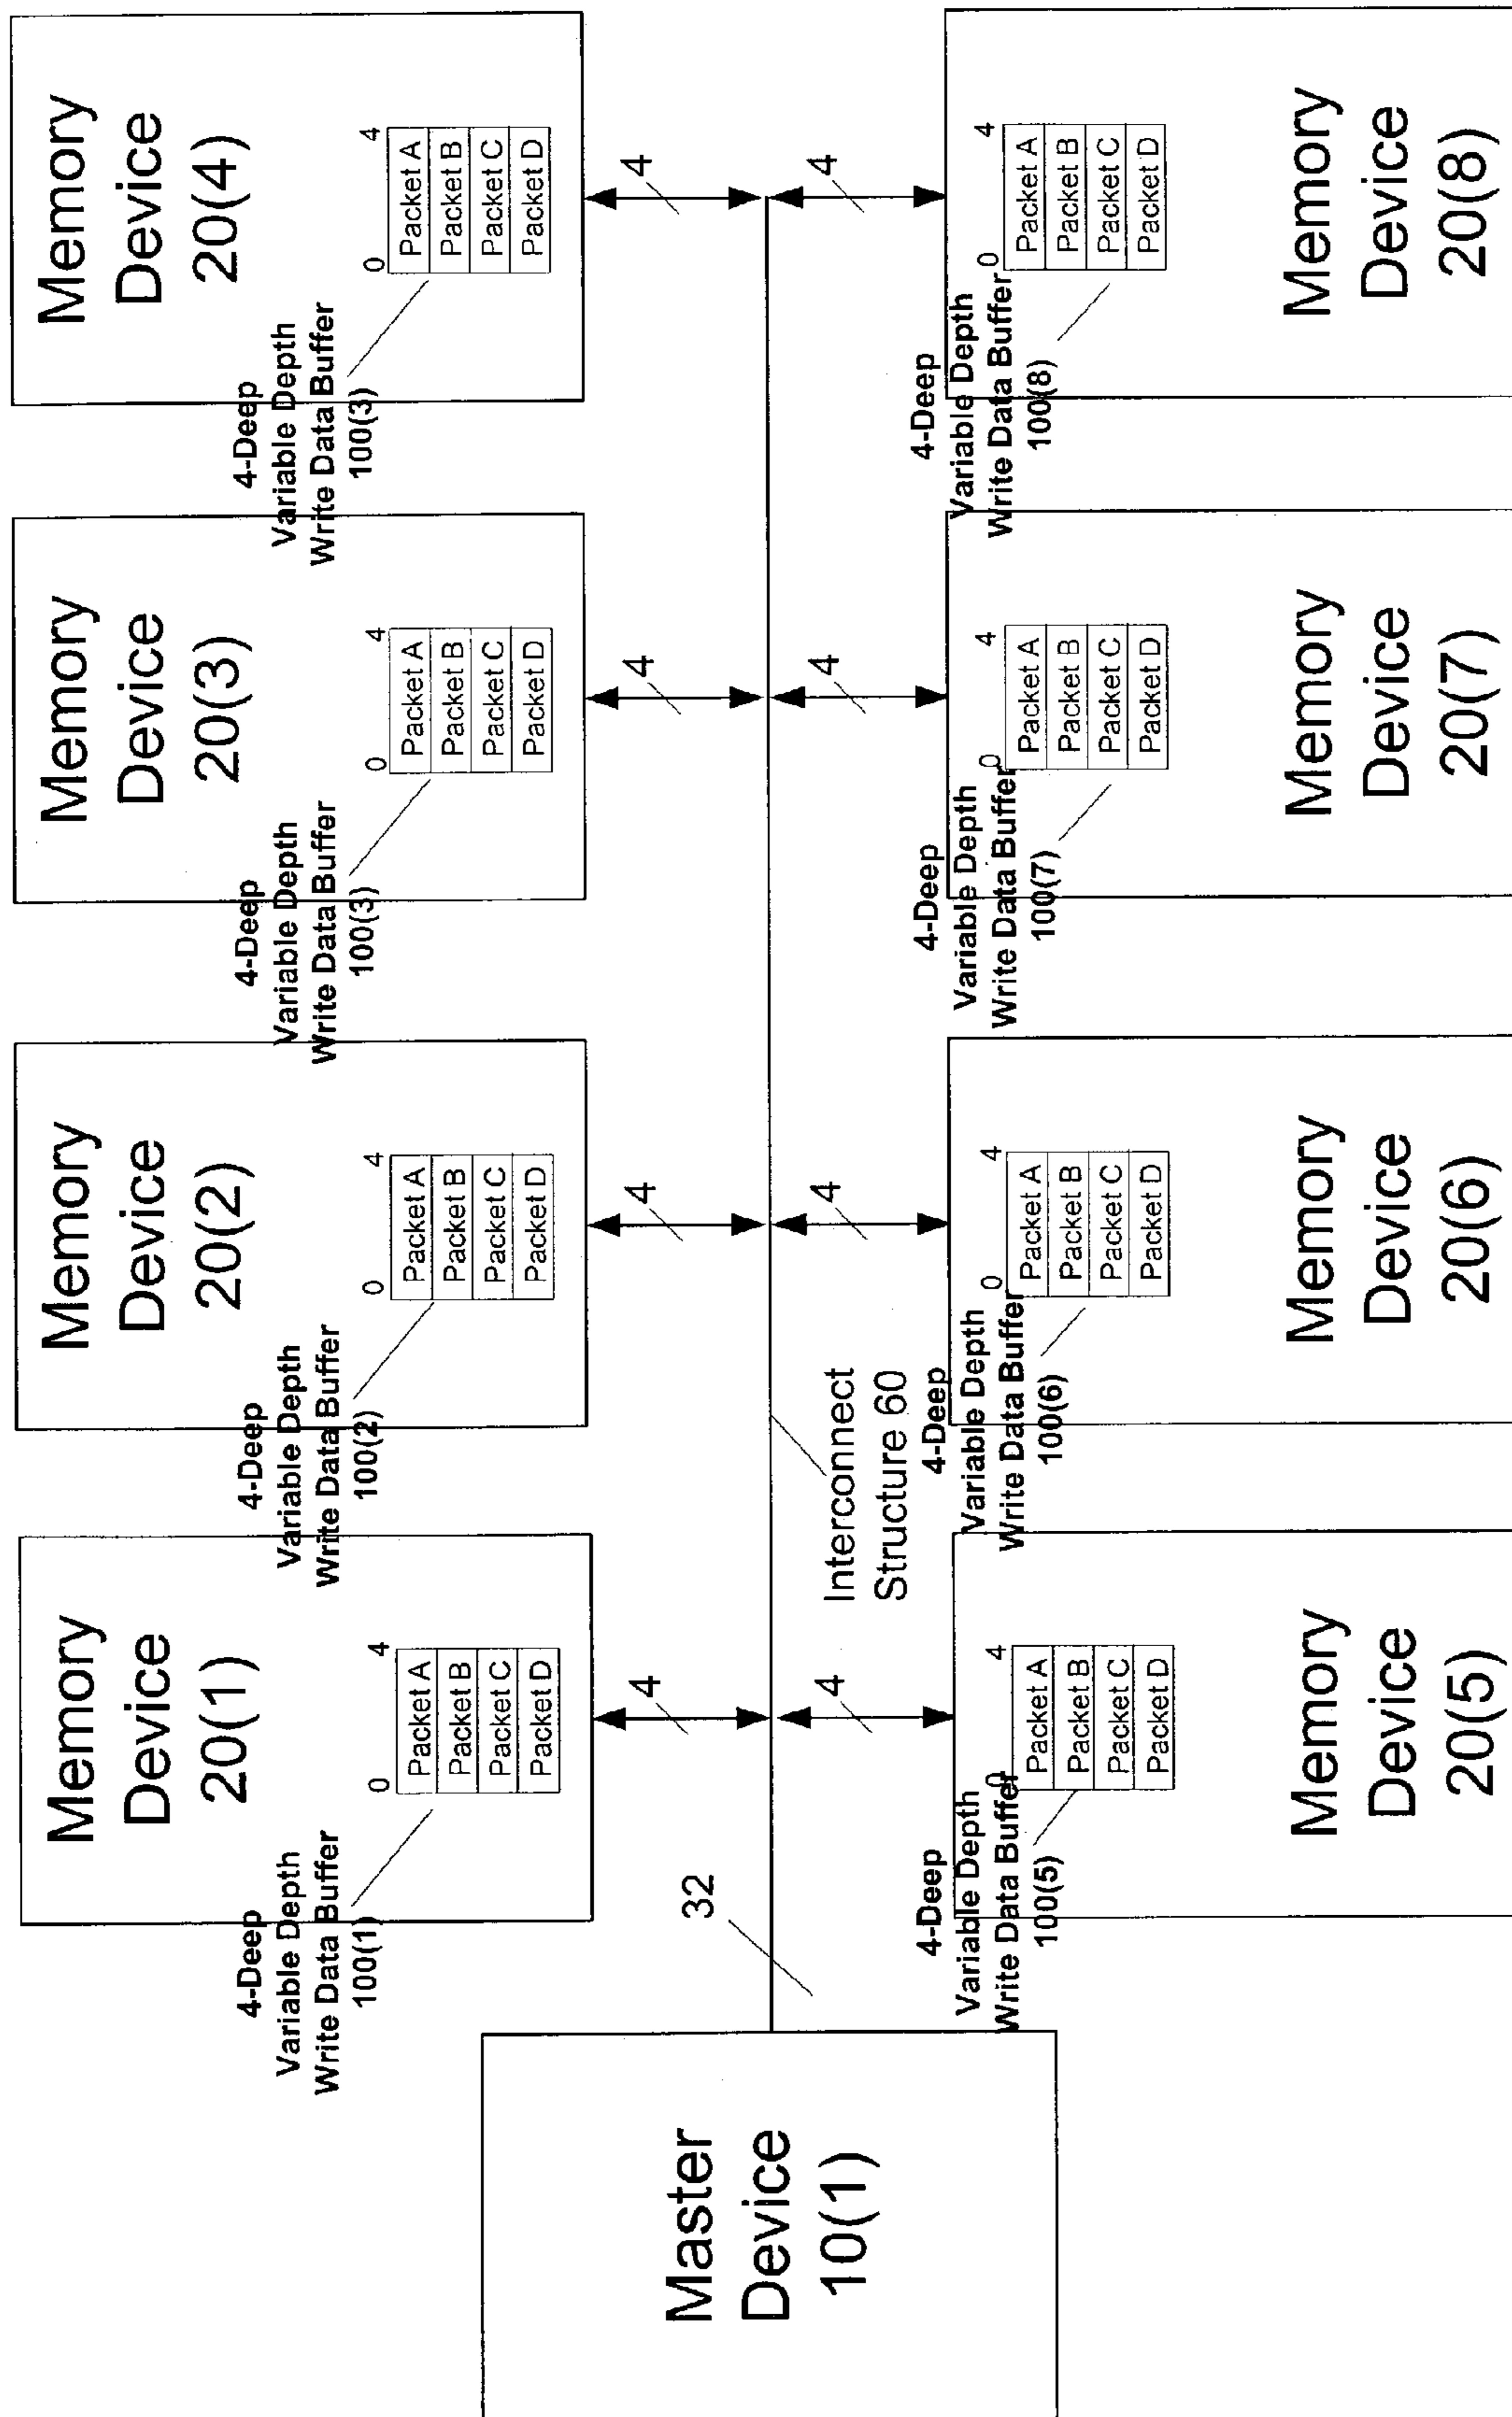 Master
Device
10(1)
32
Interconnect
Structure 60
Memory
Device
20(1)
4-Deep
Variable Depth
Write Data Buffer
100(1)
0 4
Packet A
Packet B
Packet C
Packet D
4
Memory
Device
20(2)
4-Deep
Variable Depth
Write Data Buffer
100(2)
0 4
Packet A
Packet B
Packet C
Packet D
4
Memory
Device
20(3)
4-Deep
Variable Depth
Write Data Buffer
100(3)
0 4
Packet A
Packet B
Packet C
Packet D
4
Memory
Device
20(4)
4-Deep
Variable Depth
Write Data Buffer
100(3)
0 4
Packet A
Packet B
Packet C
Packet D
4
4
4-Deep
Variable Depth
Write Data Buffer
100(5)
0 4
Packet A
Packet B
Packet C
Packet D
Memory
Device
20(5)
4
4-Deep
Variable Depth
Write Data Buffer
100(6)
0 4
Packet A
Packet B
Packet C
Packet D
Memory
Device
20(6)
4
4-Deep
Variable Depth
Write Data Buffer
100(7)
0 4
Packet A
Packet B
Packet C
Packet D
Memory
Device
20(7)
4
4-Deep
Variable Depth
Write Data Buffer
100(8)
0 4
Packet A
Packet B
Packet C
Packet D
Memory
Device
20(8)